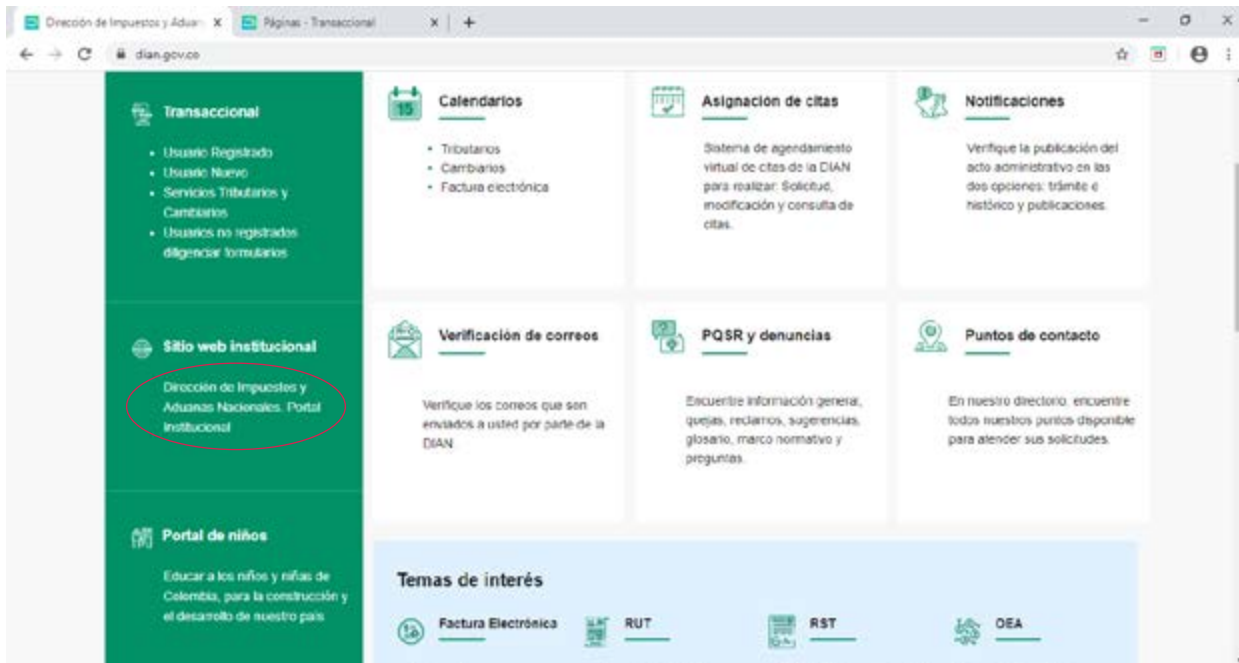 Dirección de Impuestos y Aduan
Páginas - Transaccional
dian.gov.co
Transaccional
• Usuario Registrado
• Usuario Nuevo
• Servicios Tributarios y
Cambiarios
• Usuarios no registrados
diligenciar formularios
Calendarios
• Tributarios
• Cambiarios
• Factura electrónica
Asignación de citas
Sistema de agendamiento
virtual de citas de la DIAN
para realizar: Solicitud,
modificación y consulta de
citas.
Notificaciones
Verifique la publicación del
acto administrativo en las
dos opciones: trámite e
histórico y publicaciones.
Sitio web institucional
Dirección de Impuestos y
Aduanas Nacionales. Portal
Institucional
Verificación de correos
Verifique los correos que son
enviados a usted por parte de la
DIAN
PQSR y denuncias
Encuentre información general,
quejas, reclamos, sugerencias,
glosario, marco normativo y
preguntas.
Puntos de contacto
En nuestro directorio, encuentre
todos nuestros puntos disponible
para atender sus solicitudes.
Portal de niños
Educar a los niños y niñas de
Colombia, para la construcción y
el desarrollo de nuestro país
Temas de interés
Factura Electrónica
RUT
RST
OEA